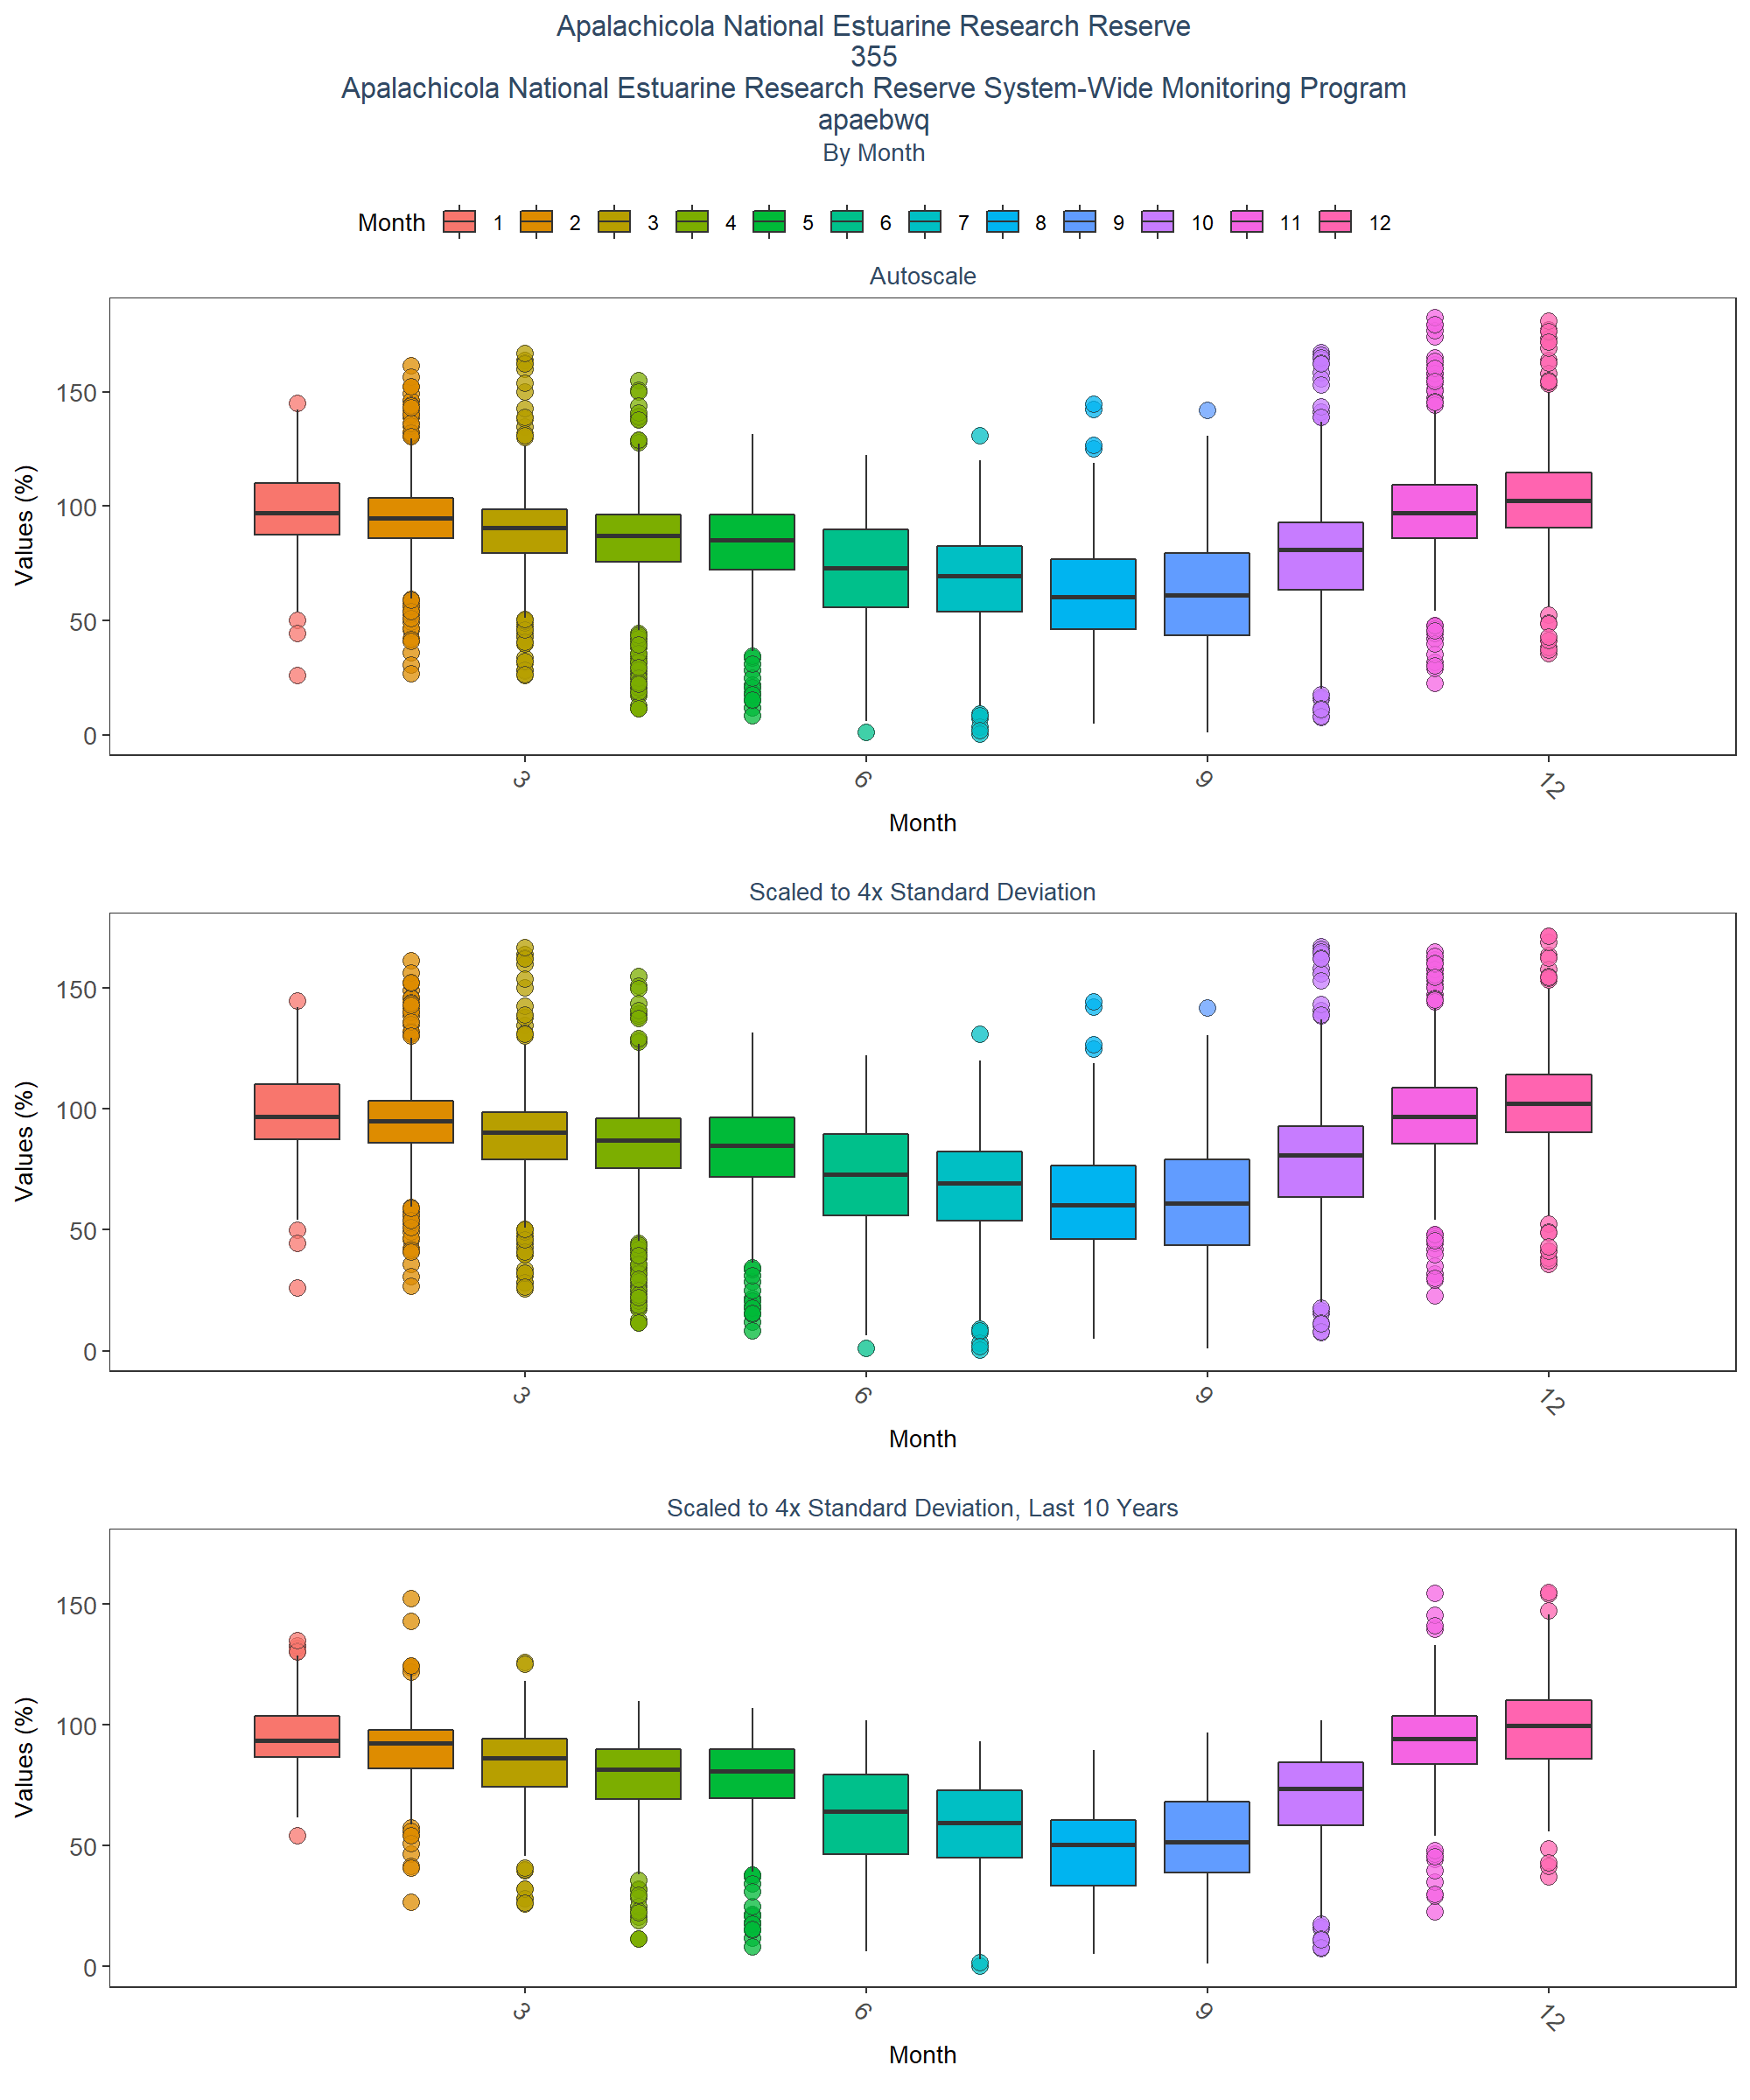 Apalachicola National Estuarine Research Reserve
355
Apalachicola National Estuarine Research Reserve System-Wide Monitoring Program
apaebwq
By Month
Month 1 2 3 4 5 6 7 8 9 10 11 12
Autoscale
Values (%)
150
100
50
0
3 6 9 12
Month
Scaled to 4x Standard Deviation
Values (%)
150
100
50
0
3 6 9 12
Month
Scaled to 4x Standard Deviation, Last 10 Years
Values (%)
150
100
50
0
3 6 9 12
Month